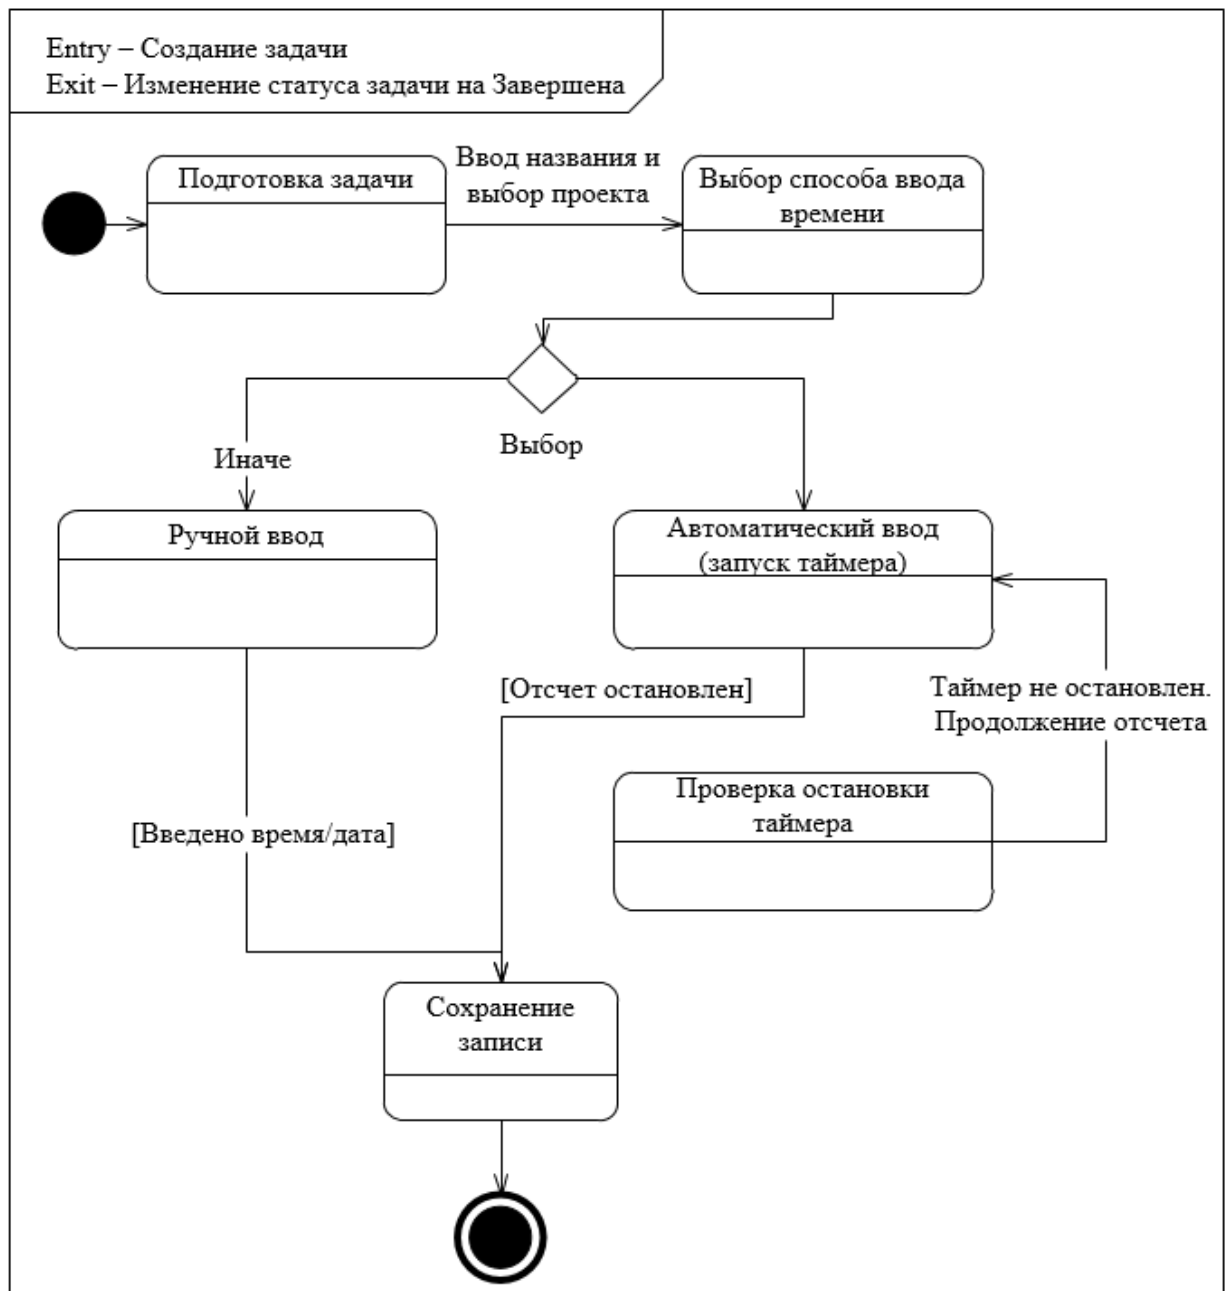 Entry – Создание задачи
Exit – Изменение статуса задачи на Завершена
Подготовка задачи
Ввод названия и
выбор проекта
Выбор способа ввода
времени
Выбор
Иначе
Ручной ввод
Автоматический ввод
(запуск таймера)
[Отсчет остановлен]
Таймер не остановлен.
Продолжение отсчета
Проверка остановки
таймера
[Введено время/дата]
Сохранение
записи